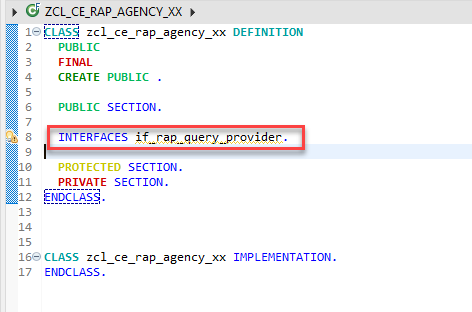 ZCL_CE_RAP_AGENCY_XX
1 CLASS zcl_ce_rap_agency_xx DEFINITION
2 PUBLIC
3 FINAL
4 CREATE PUBLIC .
5
6 PUBLIC SECTION.
7
8 INTERFACES if_rap_query_provider.
9
10 PROTECTED SECTION.
11 PRIVATE SECTION.
12 ENDCLASS.
13
14
15
16 CLASS zcl_ce_rap_agency_xx IMPLEMENTATION.
17 ENDCLASS.